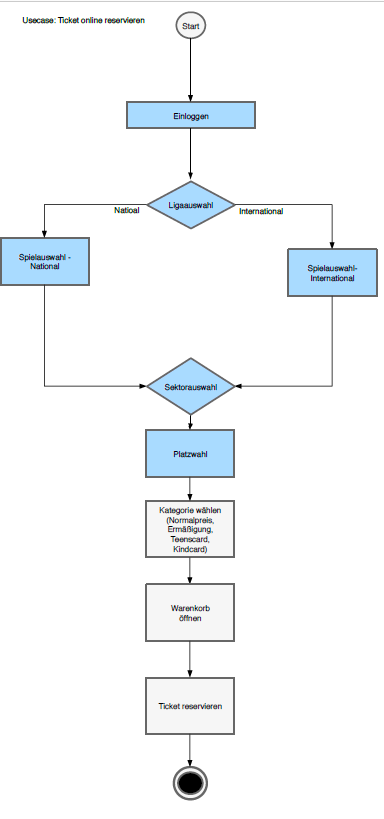 Usecase: Ticket online reservieren
Start
Einloggen
Ligaauswahl
Natioal
International
Spielauswahl -
National
Spielauswahl-
International
Sektorauswahl
Platzwahl
Kategorie wählen
(Normalpreis,
Ermäßigung,
Teenscard,
Kindcard)
Warenkorb
öffnen
Ticket reservieren